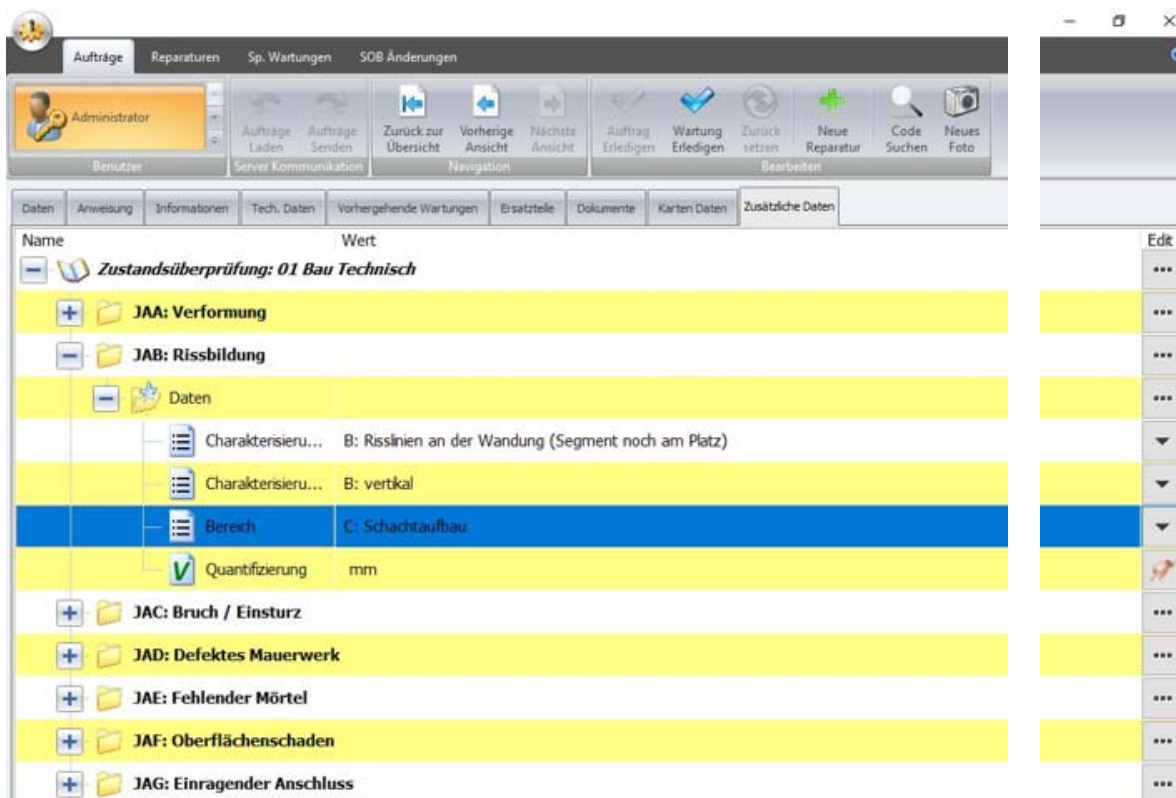 Aufträge Reparaturen Sp. Wartungen SOB Änderungen
Administrator
Aufträge Laden
Aufträge Senden
Zurück zur Übersicht
Vorherige Ansicht
Nächste Ansicht
Auftrag Erledigen
Wartung Erledigen
Zurück setzen
Neue Reparatur
Code Suchen
Neues Foto
Benutzer Server Kommunikation Navigation Bearbeiten
Daten Anweisung Informationen Tech. Daten Vorhergehende Wartungen Ersatzteile Dokumente Karten Daten Zusätzliche Daten
Name Wert Edit
Zustandsüberprüfung: 01 Bau Technisch
JAA: Verformung
JAB: Rissbildung
Daten
Charakterisieru... B: Risslinien an der Wandung (Segment noch am Platz)
Charakterisieru... B: vertikal
Bereich C: Schachtaufbau
Quantifizierung mm
JAC: Bruch / Einsturz
JAD: Defektes Mauerwerk
JAE: Fehlender Mörtel
JAF: Oberflächenschaden
JAG: Einragender Anschluss